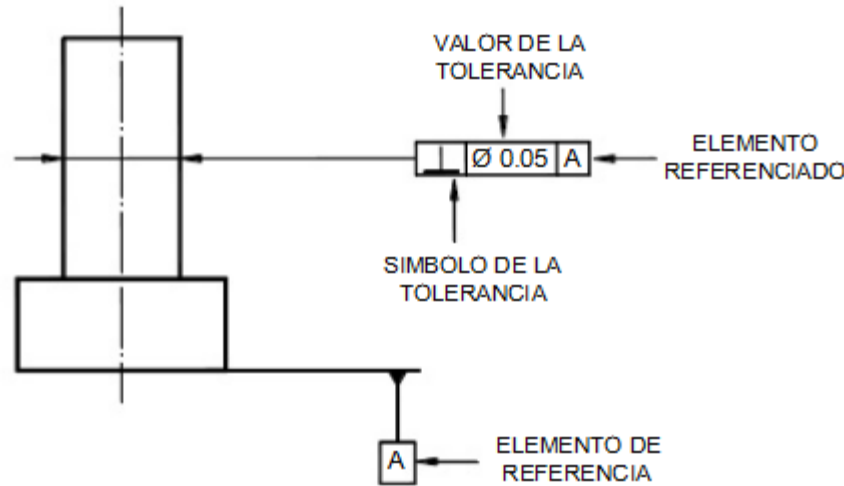 VALOR DE LA
TOLERANCIA
Ø 0.05 A
ELEMENTO
REFERENCIADO
SIMBOLO DE LA
TOLERANCIA
A
ELEMENTO DE
REFERENCIA